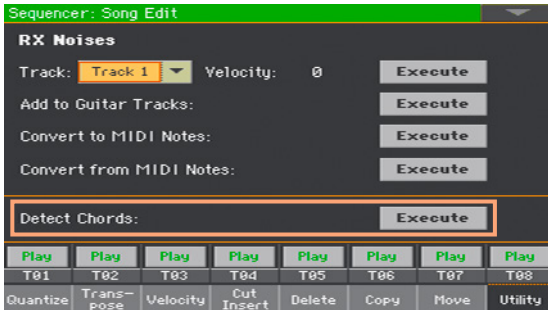 Sequencer: Song Edit
RX Noises
Track: Track 1 Velocity: 0 Execute
Add to Guitar Tracks: Execute
Convert to MIDI Notes: Execute
Convert from MIDI Notes: Execute
Detect Chords: Execute
Play Play Play Play Play Play Play Play
T01 T02 T03 T04 T05 T06 T07 T08
Quantize Trans-
pose Velocity Cut
Insert Delete Copy Move Utility